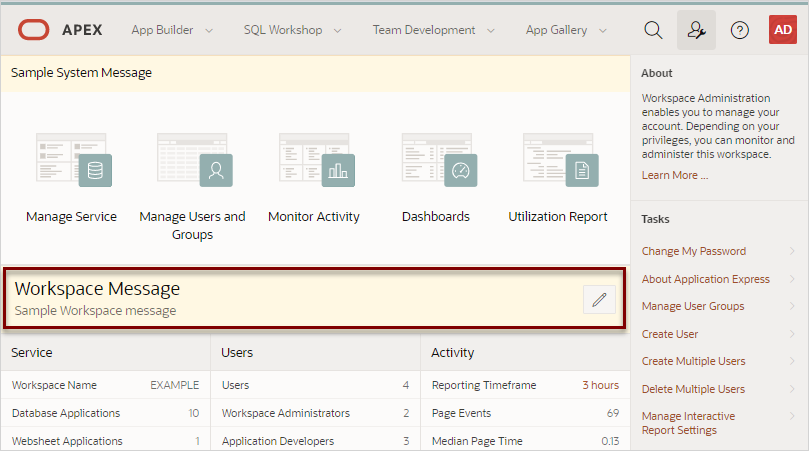 APEX
App Builder
SQL Workshop
Team Development
App Gallery
AD
Sample System Message
Manage Service
Manage Users and
Groups
Monitor Activity
Dashboards
Utilization Report
Workspace Message
Sample Workspace message
Service
Workspace Name EXAMPLE
Database Applications 10
Websheet Applications 1
Users
Users 4
Workspace Administrators 2
Application Developers 3
Activity
Reporting Timeframe 3 hours
Page Events 69
Median Page Time 0.13
About
Workspace Administration
enables you to manage your
account. Depending on your
privileges, you can monitor and
administer this workspace.
Learn More ...
Tasks
Change My Password
About Application Express
Manage User Groups
Create User
Create Multiple Users
Delete Multiple Users
Manage Interactive
Report Settings